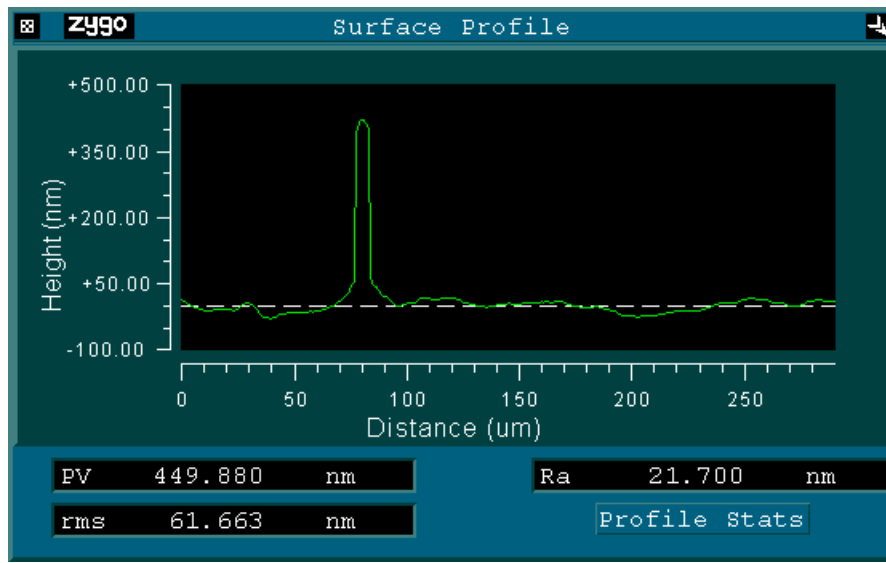 zygo Surface Profile
+500.00
+350.00
+200.00
+50.00
-100.00
Height (nm)
0 50 100 150 200 250
Distance (um)
PV 449.880 nm
Ra 21.700 nm
rms 61.663 nm
Profile Stats